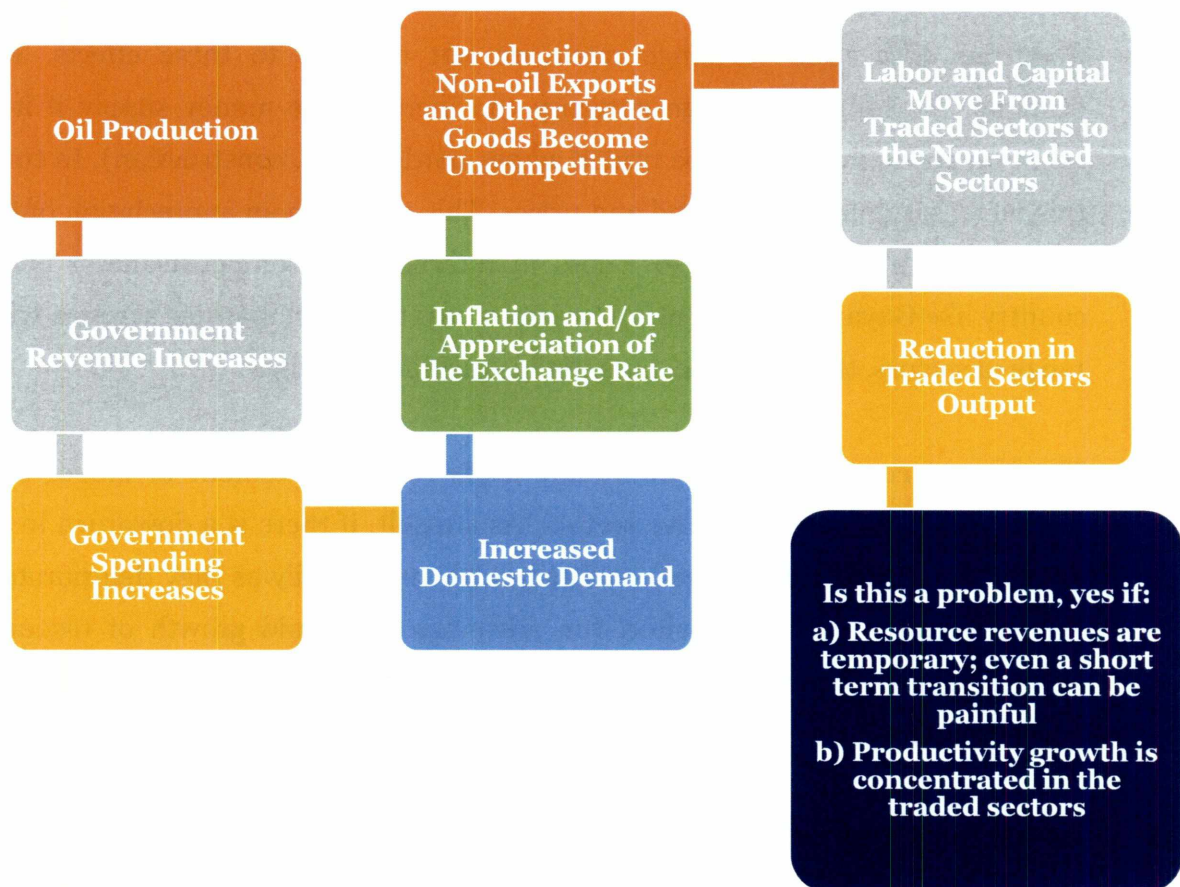 Oil Production
Government
Revenue Increases
Government
Spending
Increases
Increased
Domestic Demand
Inflation and/or
Appreciation of
the Exchange Rate
Production of
Non-oil Exports
and Other Traded
Goods Become
Uncompetitive
Labor and Capital
Move From
Traded Sectors to
the Non-traded
Sectors
Reduction in
Traded Sectors
Output
Is this a problem, yes if:
a) Resource revenues are
temporary; even a short
term transition can be
painful
b) Productivity growth is
concentrated in the
traded sectors